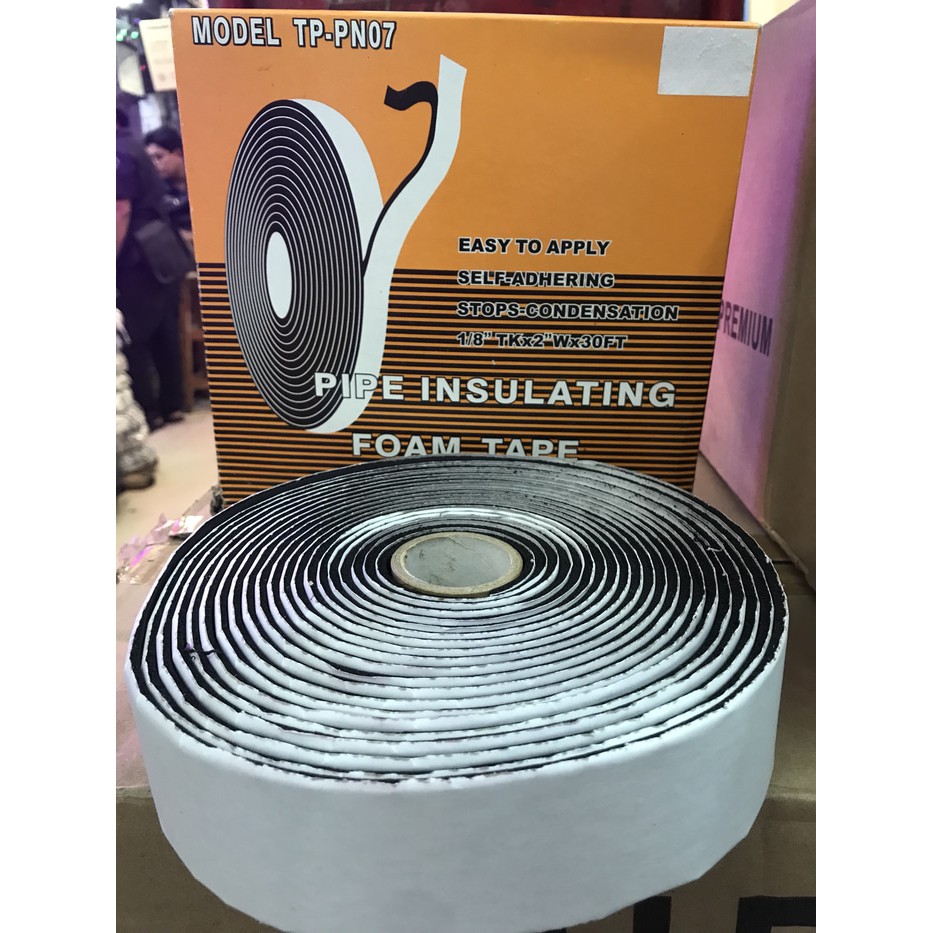 MODEL TP-PN07
EASY TO APPLY
SELF-ADHERING
STOPS-CONDENSATION
1/8" TKx2"Wx30FT
PIPE INSULATING
FOAM TAPE
PREMIUM